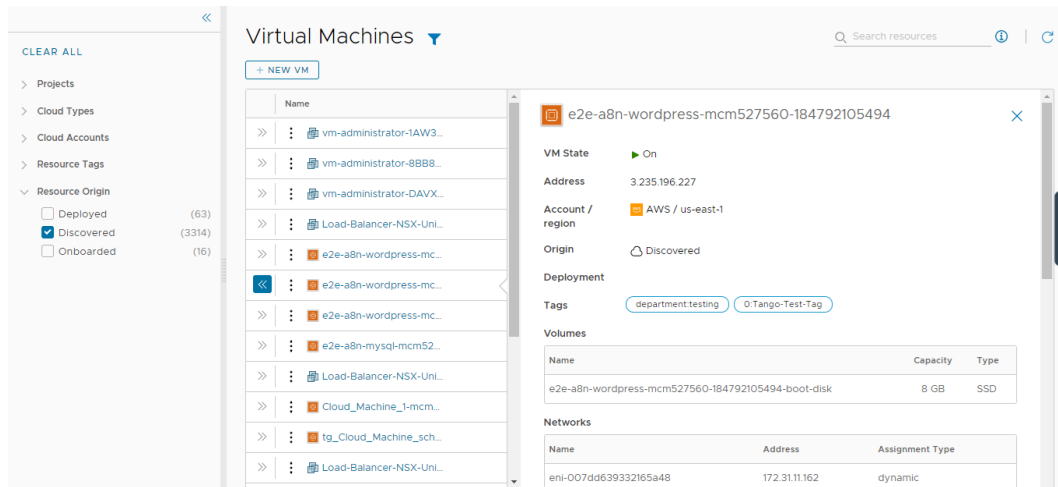 CLEAR ALL
Projects
Cloud Types
Cloud Accounts
Resource Tags
Resource Origin
Deployed (63)
Discovered (3314)
Onboarded (16)
Virtual Machines
Search resources
+ NEW VM
Name
vm-administrator-1AW3...
vm-administrator-8BB8...
vm-administrator-DAVX...
Load-Balancer-NSX-Uni...
e2e-a8n-wordpress-mc...
e2e-a8n-wordpress-mc...
e2e-a8n-wordpress-mc...
e2e-a8n-mysql-mcm52...
Load-Balancer-NSX-Uni...
Cloud_Machine_1-mcm...
tg_Cloud_Machine_sch...
Load-Balancer-NSX-Uni...
e2e-a8n-wordpress-mcm527560-184792105494
VM State On
Address 3.235.196.227
Account / region AWS / us-east-1
Origin Discovered
Deployment
Tags department:testing 0:Tango-Test-Tag
Volumes
Name Capacity Type
e2e-a8n-wordpress-mcm527560-184792105494-boot-disk 8 GB SSD
Networks
Name Address Assignment Type
eni-007dd639332165a48 172.31.11.162 dynamic